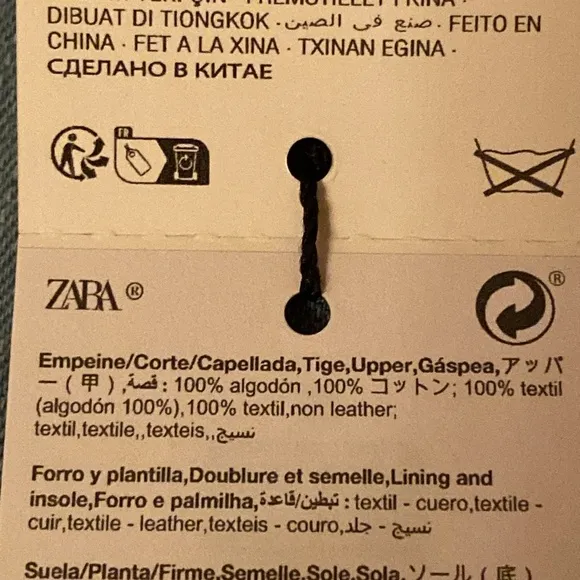 DIBUAT DI TIONGKOK · صنع في الصين · FEITO EN
CHINA · FET A LA XINA · TXINAN EGINA ·
СДЕЛАНО В КИТАЕ
FR
ZARA ®
®
Empeine/Corte/Capellada,Tige,Upper,Gáspea,アッパ
ー(甲),قصة: 100% algodón ,100% コットン; 100% textil
(algodón 100%),100% textil,non leather;
textil,textile,,texteis,,نسيج
Forro y plantilla,Doublure et semelle,Lining and
insole,Forro e palmilha,تبطين/قاعدة : textil - cuero,textile -
cuir,textile - leather,texteis - couro,نسيج - جلد
Suela/Planta/Firme,Semelle,Sole,Sola,ソール(底)